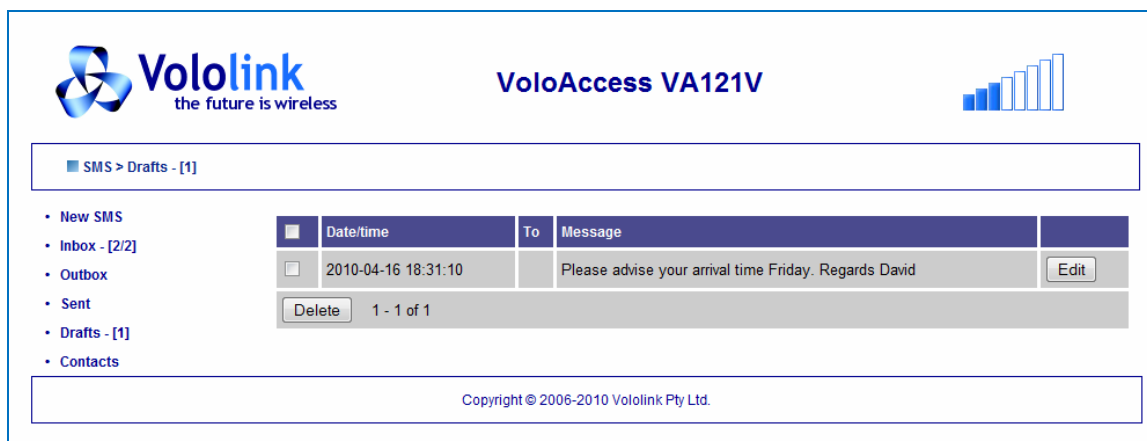 Vololink
the future is wireless
VoloAccess VA121V
SMS > Drafts - [1]
• New SMS
• Inbox - [2/2]
• Outbox
• Sent
• Drafts - [1]
• Contacts
Date/time To Message
2010-04-16 18:31:10 Please advise your arrival time Friday. Regards David Edit
Delete 1 - 1 of 1
Copyright © 2006-2010 Vololink Pty Ltd.